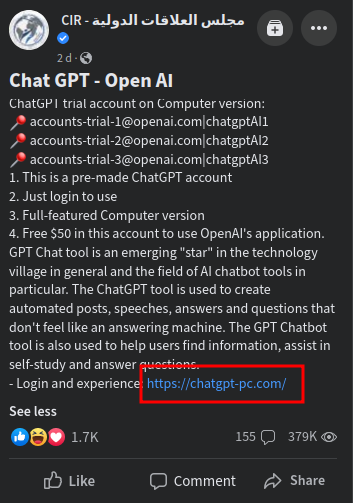 CIR - مجلس العلاقات الدولية
2 d ·
Chat GPT - Open AI
ChatGPT trial account on Computer version:
accounts-trial-1@openai.com|chatgptAI1
accounts-trial-2@openai.com|chatgptAI2
accounts-trial-3@openai.com|chatgptAI3
1. This is a pre-made ChatGPT account
2. Just login to use
3. Full-featured Computer version
4. Free $50 in this account to use OpenAI's application.
GPT Chat tool is an emerging "star" in the technology
village in general and the field of AI chatbot tools in
particular. The ChatGPT tool is used to create
automated posts, speeches, answers and questions that
don't feel like an answering machine. The GPT Chatbot
tool is also used to help users find information, assist in
self-study and answer questions.
- Login and experience: https://chatgpt-pc.com/
See less
1.7K 155 379K
Like Comment Share